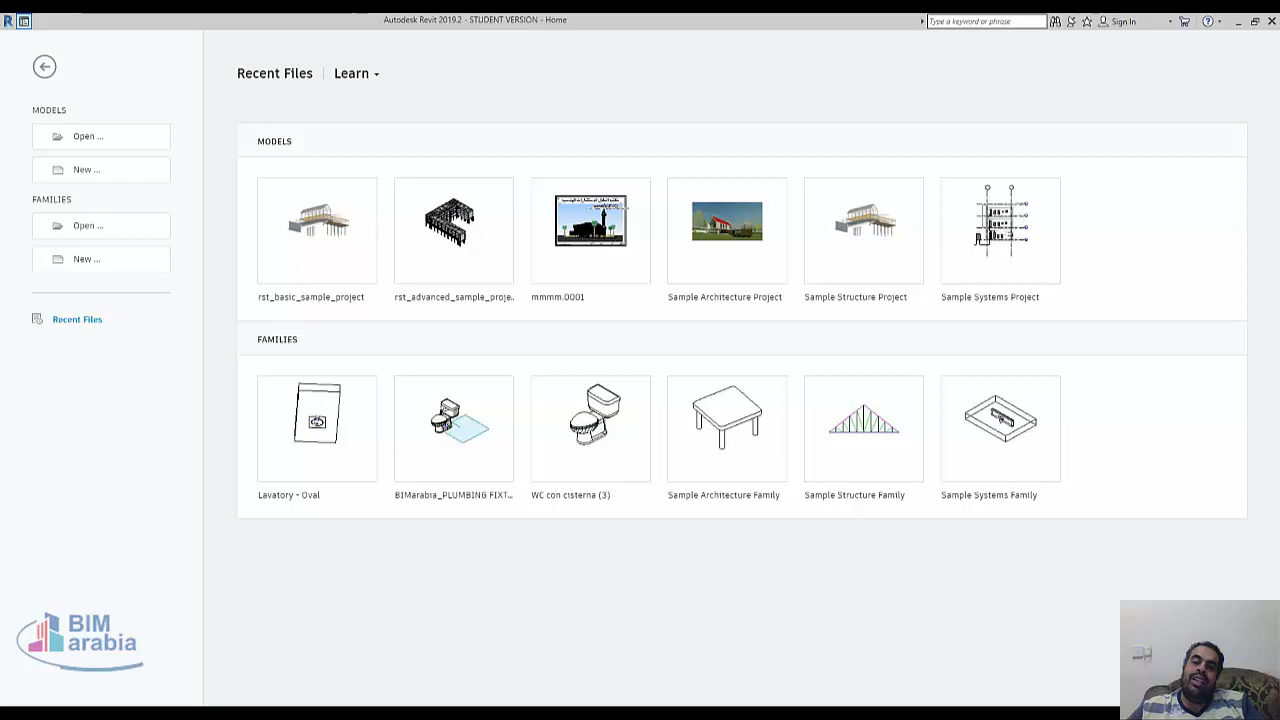 Autodesk Revit 2019.2 - STUDENT VERSION - Home
Type a keyword or phrase
Sign In
Recent Files
Learn
MODELS
Open ...
New ...
FAMILIES
Open ...
New ...
Recent Files
MODELS
rst_basic_sample_project
rst_advanced_sample_proje..
mmmm.0001
Sample Architecture Project
Sample Structure Project
Sample Systems Project
FAMILIES
Lavatory - Oval
BIMarabia_PLUMBING FIXT...
WC con cisterna (3)
Sample Architecture Family
Sample Structure Family
Sample Systems Family
BIM
arabia